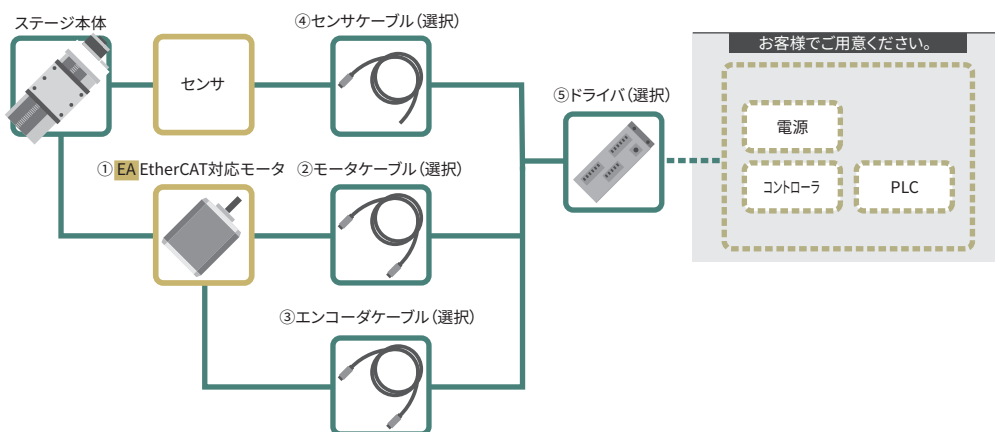 ステージ本体
④センサケーブル（選択）
お客様でご用意ください。
センサ
⑤ドライバ（選択）
電源
①EA EtherCAT対応モータ
②モータケーブル（選択）
コントローラ
PLC
③エンコーダケーブル（選択）